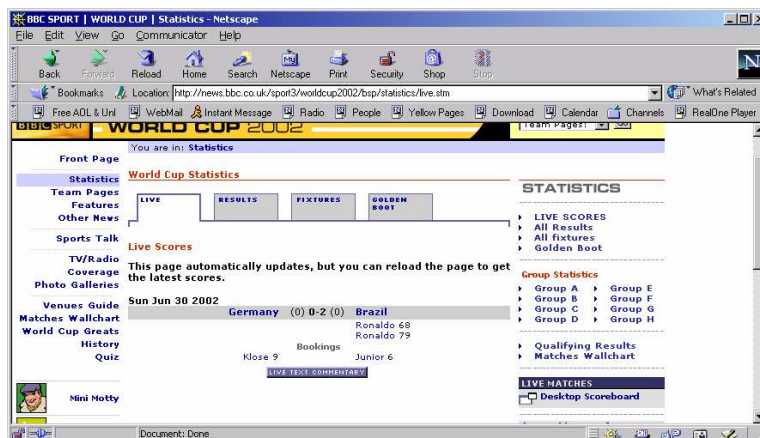 BBC SPORT | WORLD CUP | Statistics - Netscape
File Edit View Go Communicator Help
Back Forward Reload Home Search Netscape Print Security Shop Stop
N
Bookmarks Location: http://news.bbc.co.uk/sport3/worldcup2002/bsp/statistics/live.stm What's Related
Free AOL & Unl WebMail Instant Message Radio People Yellow Pages Download Calendar Channels RealOne Player
BBC SPORT WORLD CUP 2002 Team Pages: GO
You are in: Statistics
Front Page
Statistics
Team Pages
Features
Other News
Sports Talk
TV/Radio
Coverage
Photo Galleries
Venues Guide
Matches Wallchart
World Cup Greats
History
Quiz
Mini Motty
World Cup Statistics
LIVE RESULTS FIXTURES GOLDEN
BOOT
Live Scores
This page automatically updates, but you can reload the page to get
the latest scores.
Sun Jun 30 2002
Germany (0) 0-2 (0) Brazil
Ronaldo 68
Ronaldo 79
Bookings
Klose 9 Junior 6
LIVE TEXT COMMENTARY
STATISTICS
LIVE SCORES
All Results
All fixtures
Golden Boot
Group Statistics
Group A Group E
Group B Group F
Group C Group G
Group D Group H
Qualifying Results
Matches Wallchart
LIVE MATCHES
Desktop Scoreboard
Document: Done